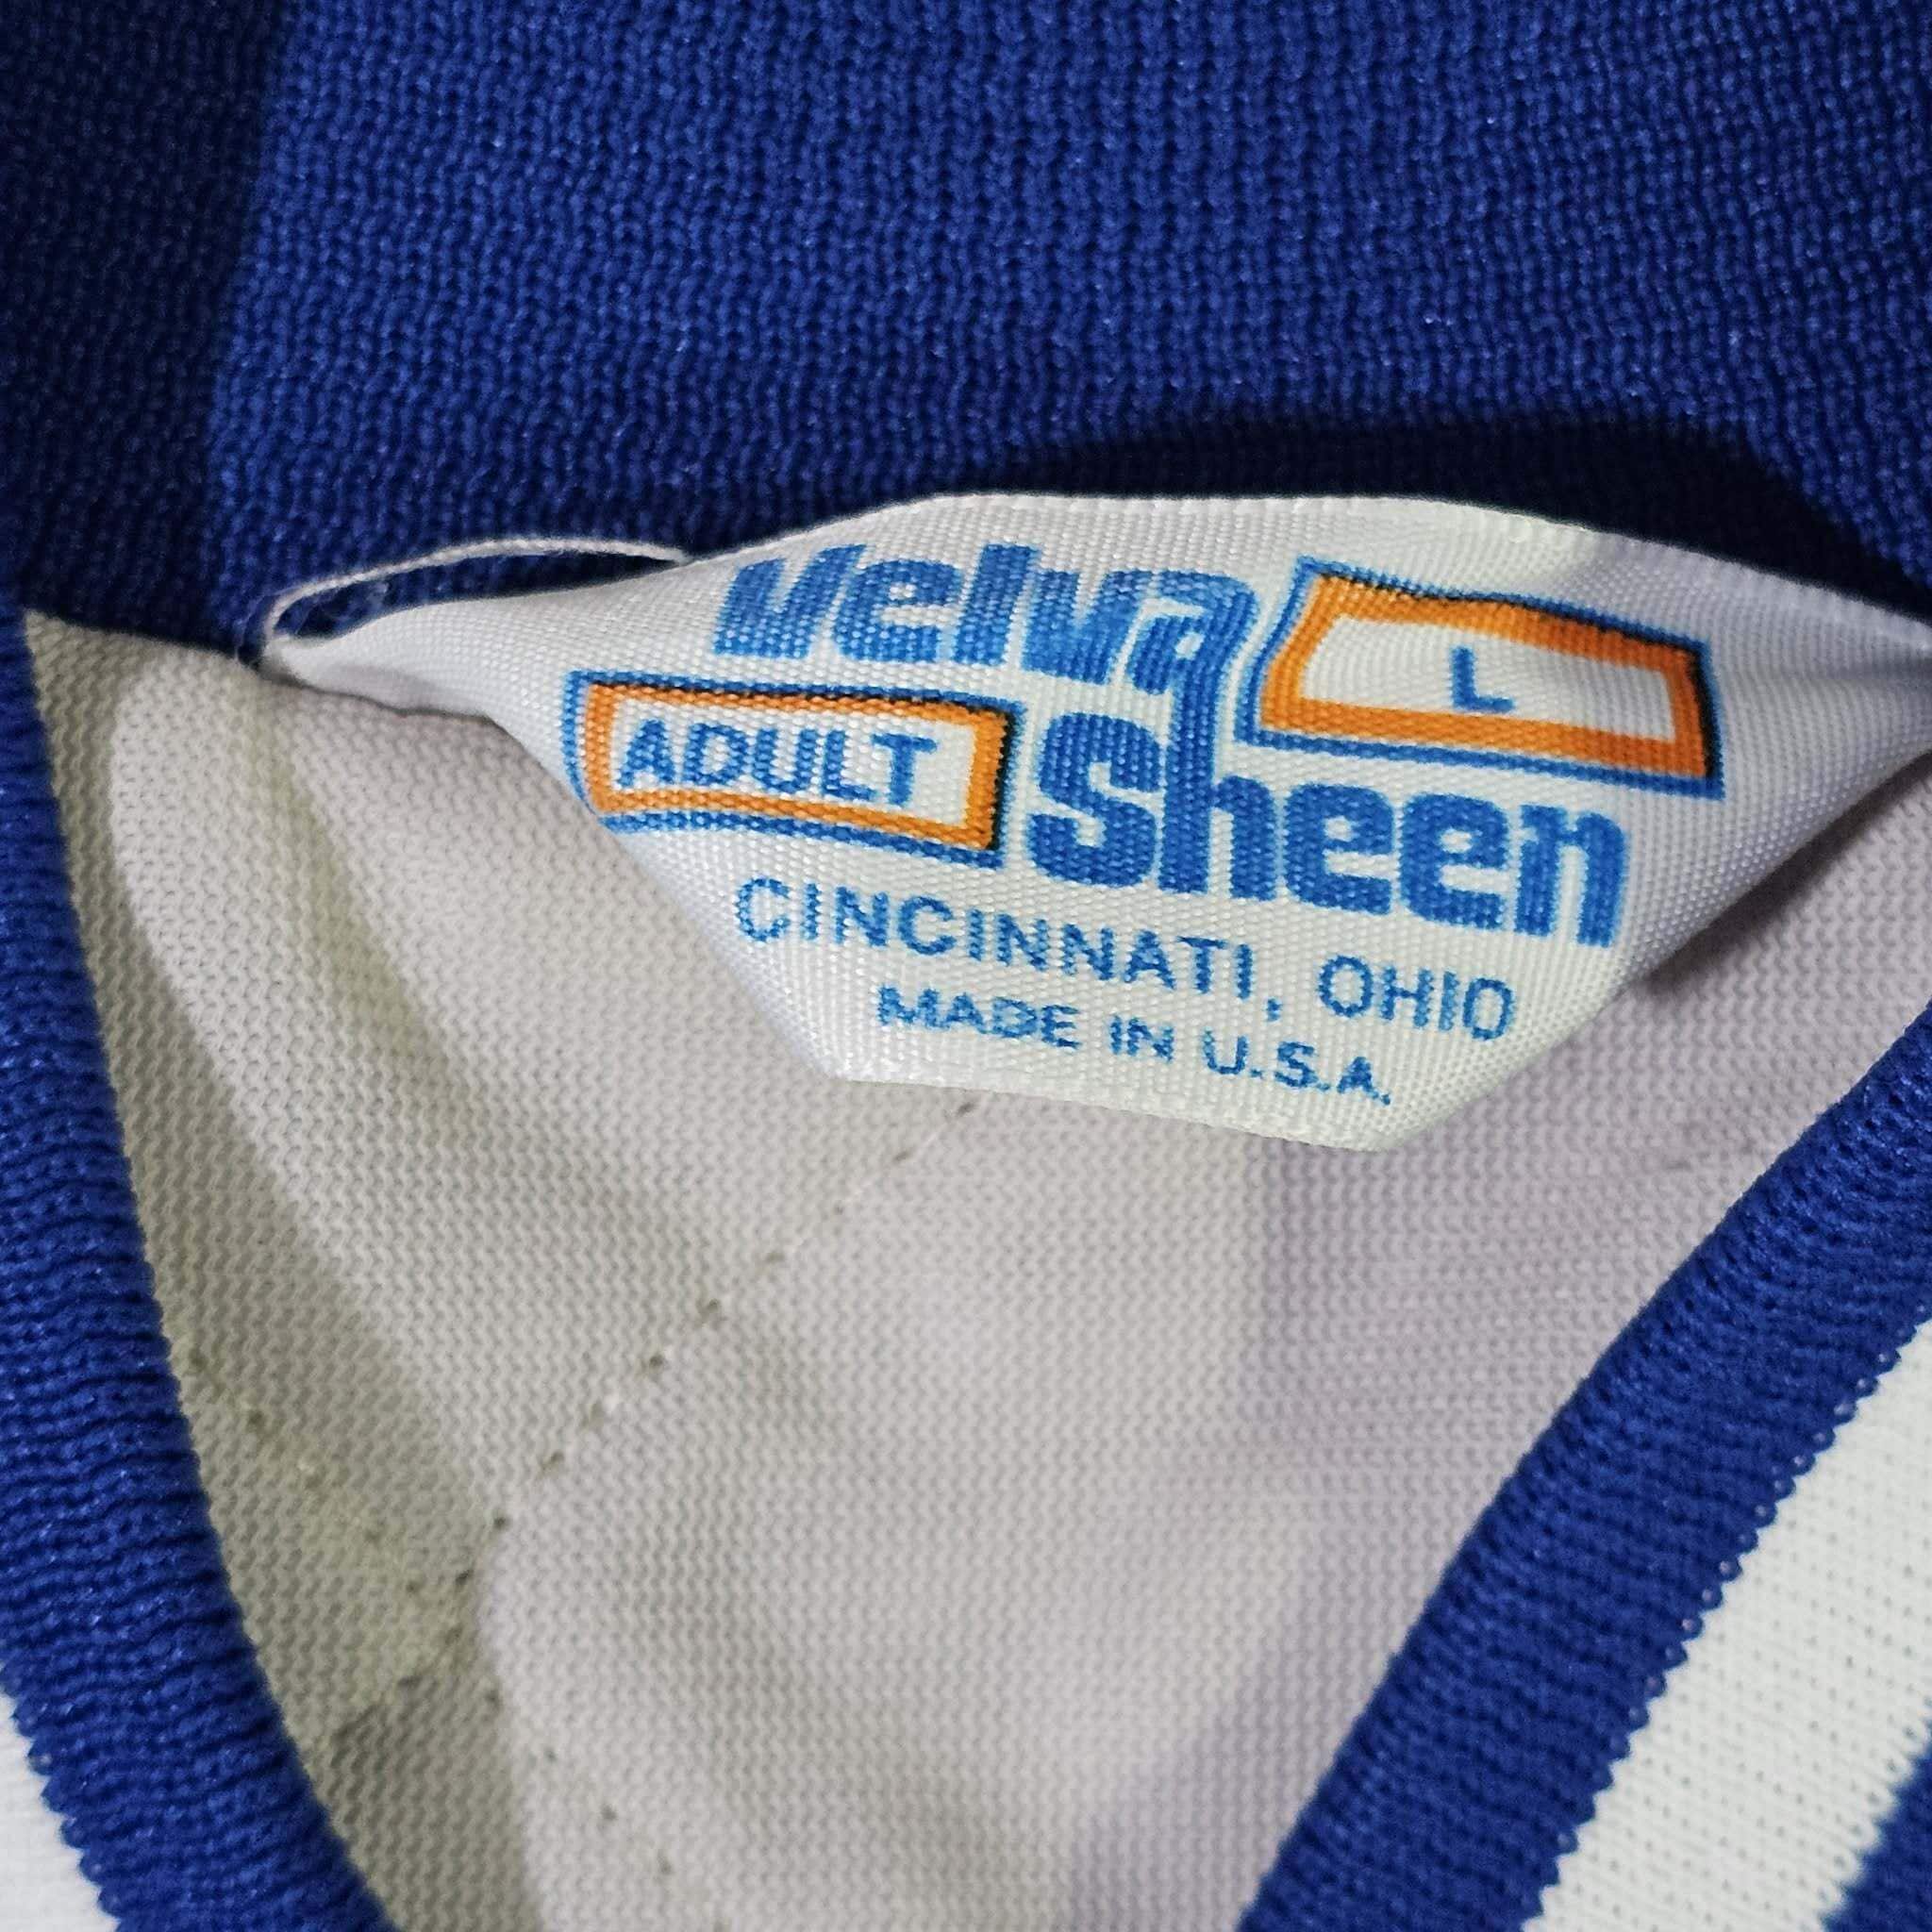 Velva
L
ADULT
Sheen
CINCINNATI, OHIO
MADE IN U.S.A.